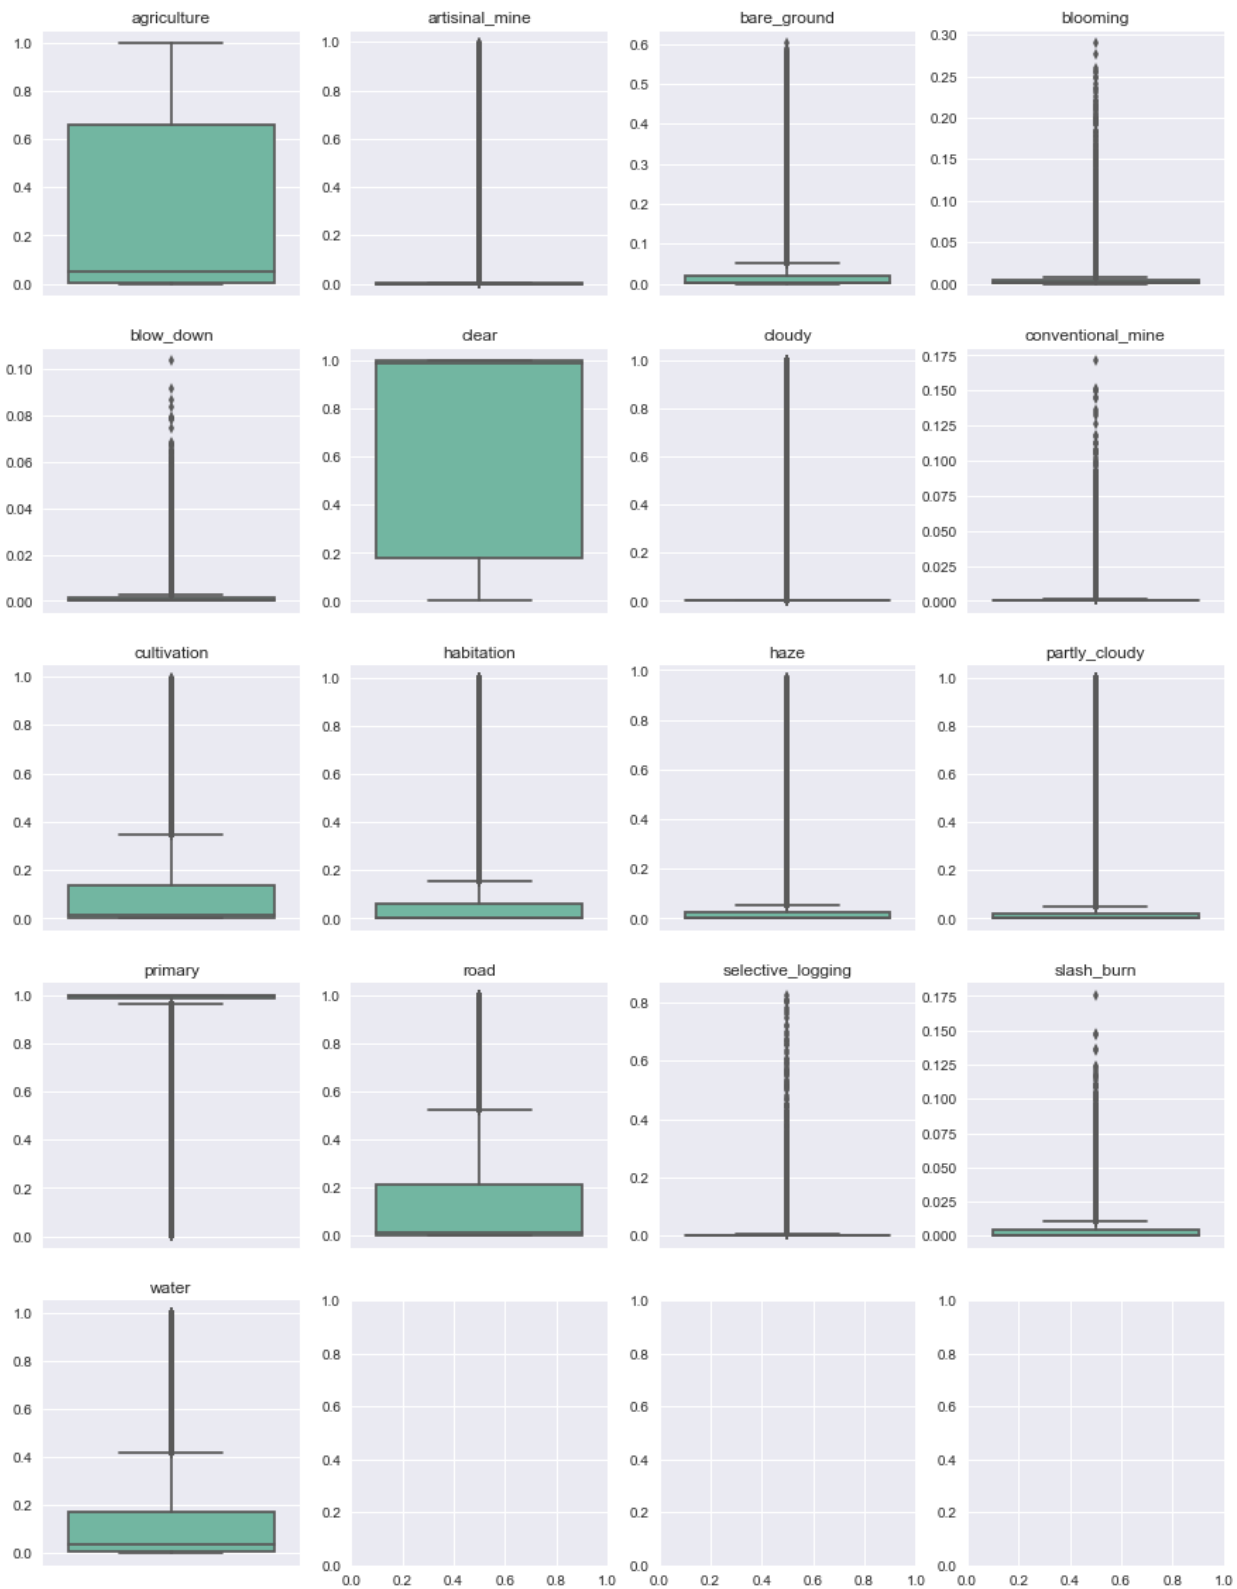 agriculture artisinal_mine bare_ground blooming
1.0 1.0 0.6 0.30
0.8 0.8 0.5 0.25
0.6 0.6 0.4 0.20
0.4 0.4 0.3 0.15
0.2 0.2 0.2 0.10
0.0 0.0 0.1 0.05
0.0 0.00
blow_down clear cloudy conventional_mine
0.10 1.0 1.0 0.175
0.08 0.8 0.8 0.150
0.06 0.6 0.6 0.125
0.04 0.4 0.4 0.100
0.02 0.2 0.2 0.075
0.00 0.0 0.0 0.050
0.025
0.000
cultivation habitation haze partly_cloudy
1.0 1.0 1.0 1.0
0.8 0.8 0.8 0.8
0.6 0.6 0.6 0.6
0.4 0.4 0.4 0.4
0.2 0.2 0.2 0.2
0.0 0.0 0.0 0.0
primary road selective_logging slash_burn
1.0 1.0 0.8 0.175
0.8 0.8 0.6 0.150
0.6 0.6 0.4 0.125
0.4 0.4 0.2 0.100
0.2 0.2 0.0 0.075
0.0 0.0 0.050
0.025
0.000
water
1.0 1.0 1.0 1.0
0.8 0.8 0.8 0.8
0.6 0.6 0.6 0.6
0.4 0.4 0.4 0.4
0.2 0.2 0.2 0.2
0.0 0.0 0.0 0.0
0.0 0.2 0.4 0.6 0.8 1.0 0.0 0.2 0.4 0.6 0.8 1.0 0.0 0.2 0.4 0.6 0.8 1.0